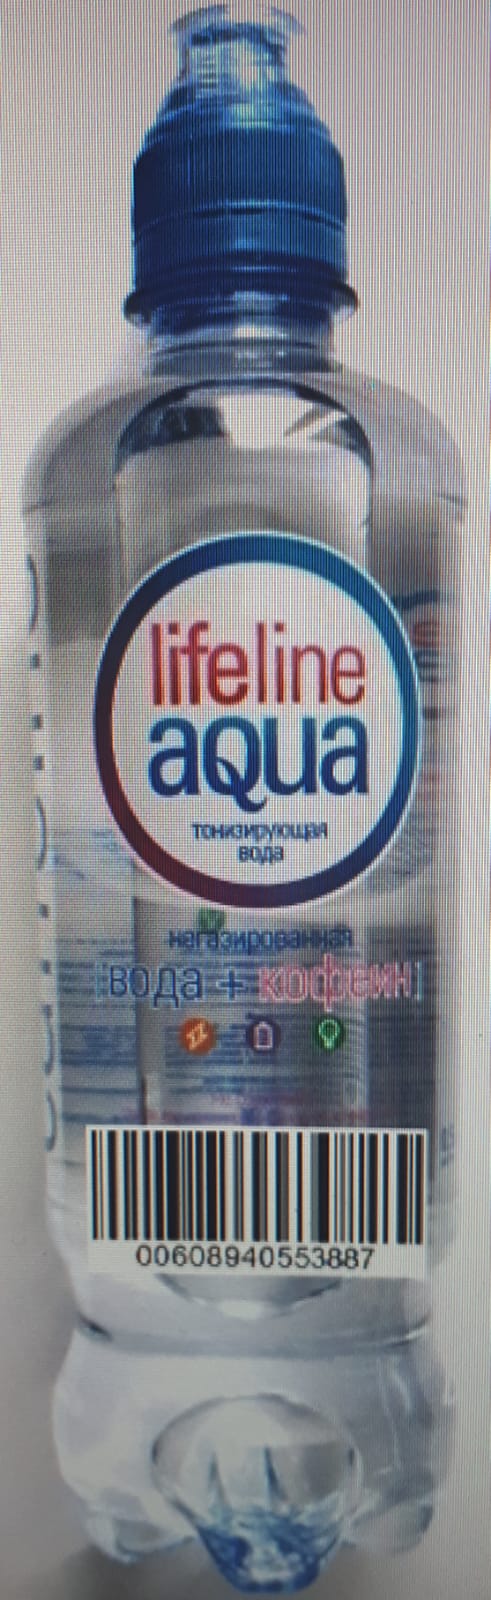 lifeline
aqua
тонизирующая
вода
негазированная
вода + кофеин
00608940553887